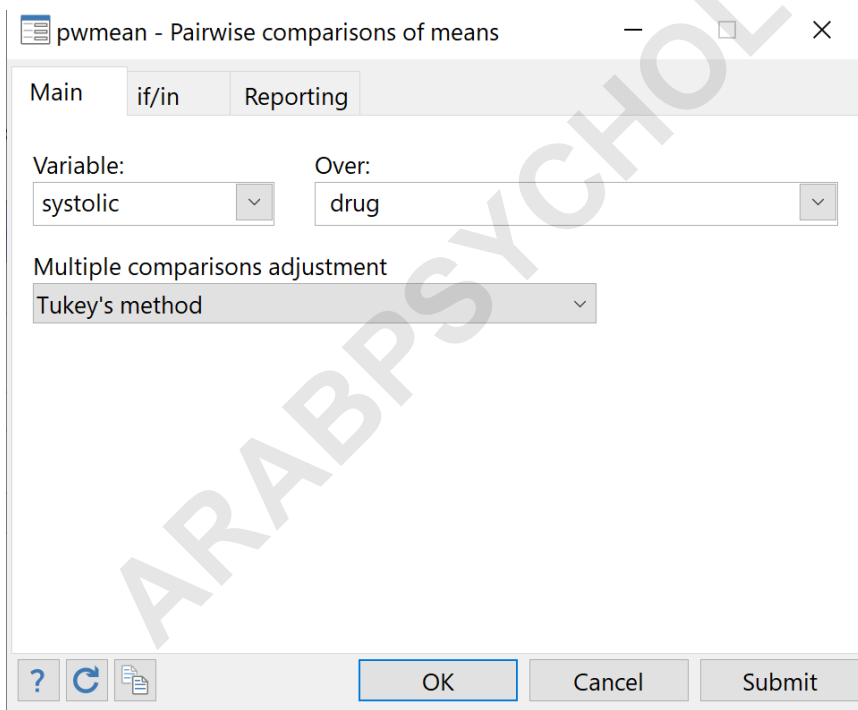 pwmean - Pairwise comparisons of means
Main if/in Reporting
Variable: Over:
systolic drug
Multiple comparisons adjustment
Tukey's method
ARABPSYCHOL
? OK Cancel Submit